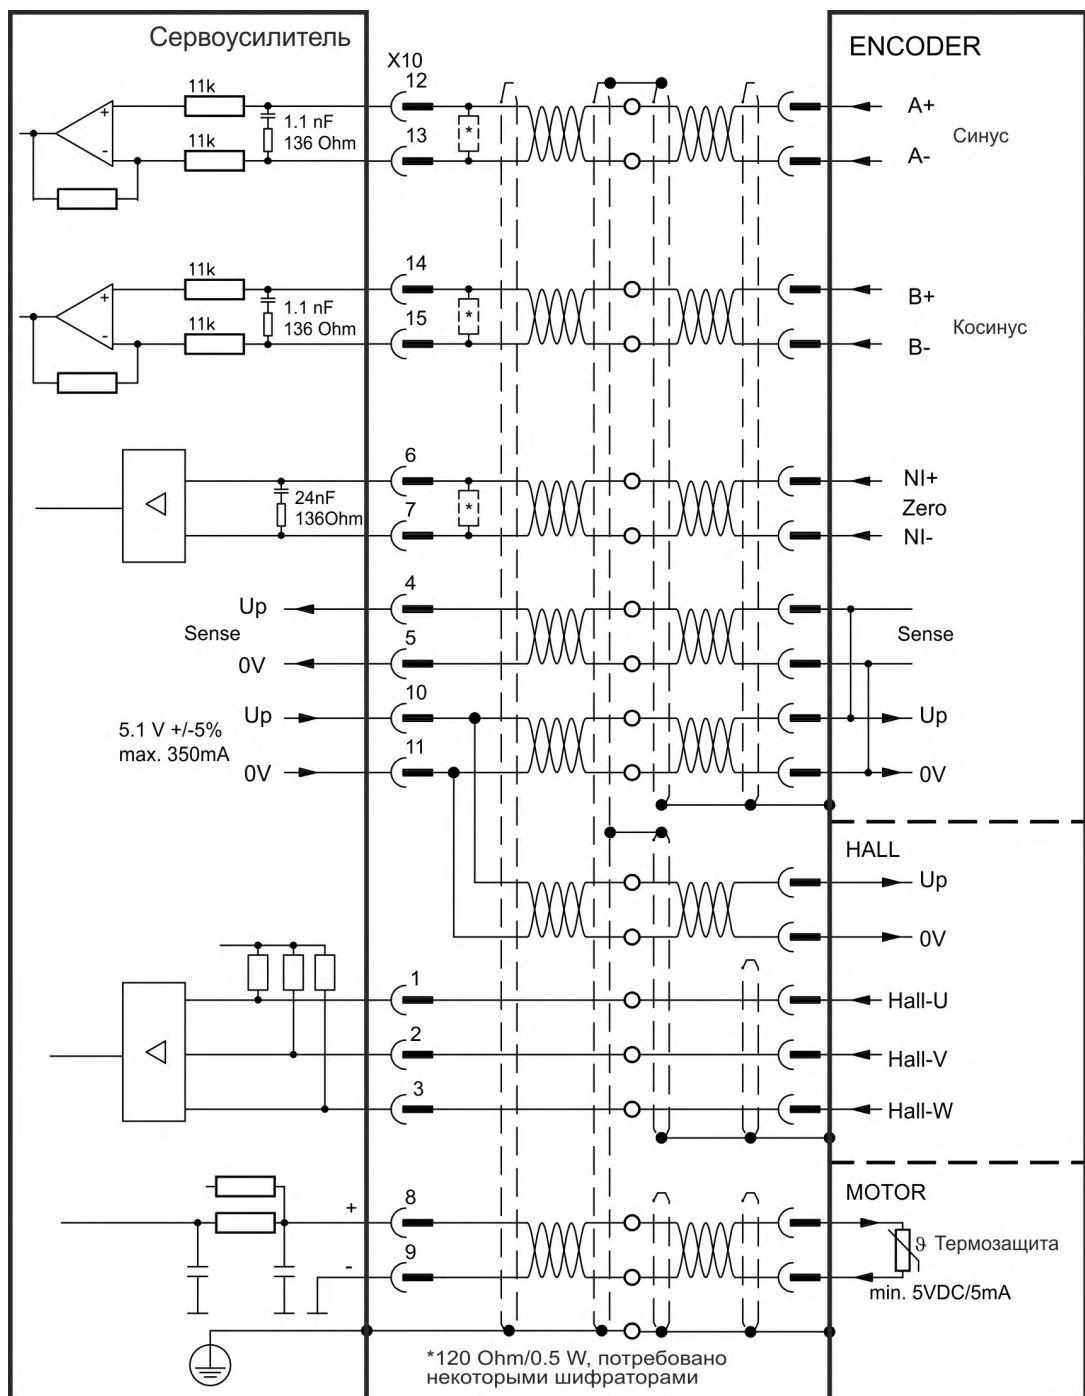 Сервоусилитель
X10
ENCODER
11k
12
1.1 nF
136 Ohm
11k
13
*
A+
Синус
A-
+
-
11k
14
1.1 nF
136 Ohm
11k
15
*
B+
Косинус
B-
+
-
6
24nF
136Ohm
7
*
NI+
Zero
NI-
4
Up
Sense
Sense
5
0V
10
5.1 V +/-5%
max. 350mA
Up
Up
11
0V
0V
HALL
Up
0V
1
Hall-U
2
Hall-V
3
Hall-W
MOTOR
+
8
ϑ Термозащита
-
9
min. 5VDC/5mA
*120 Ohm/0.5 W, потребовано
некоторыми шифраторами